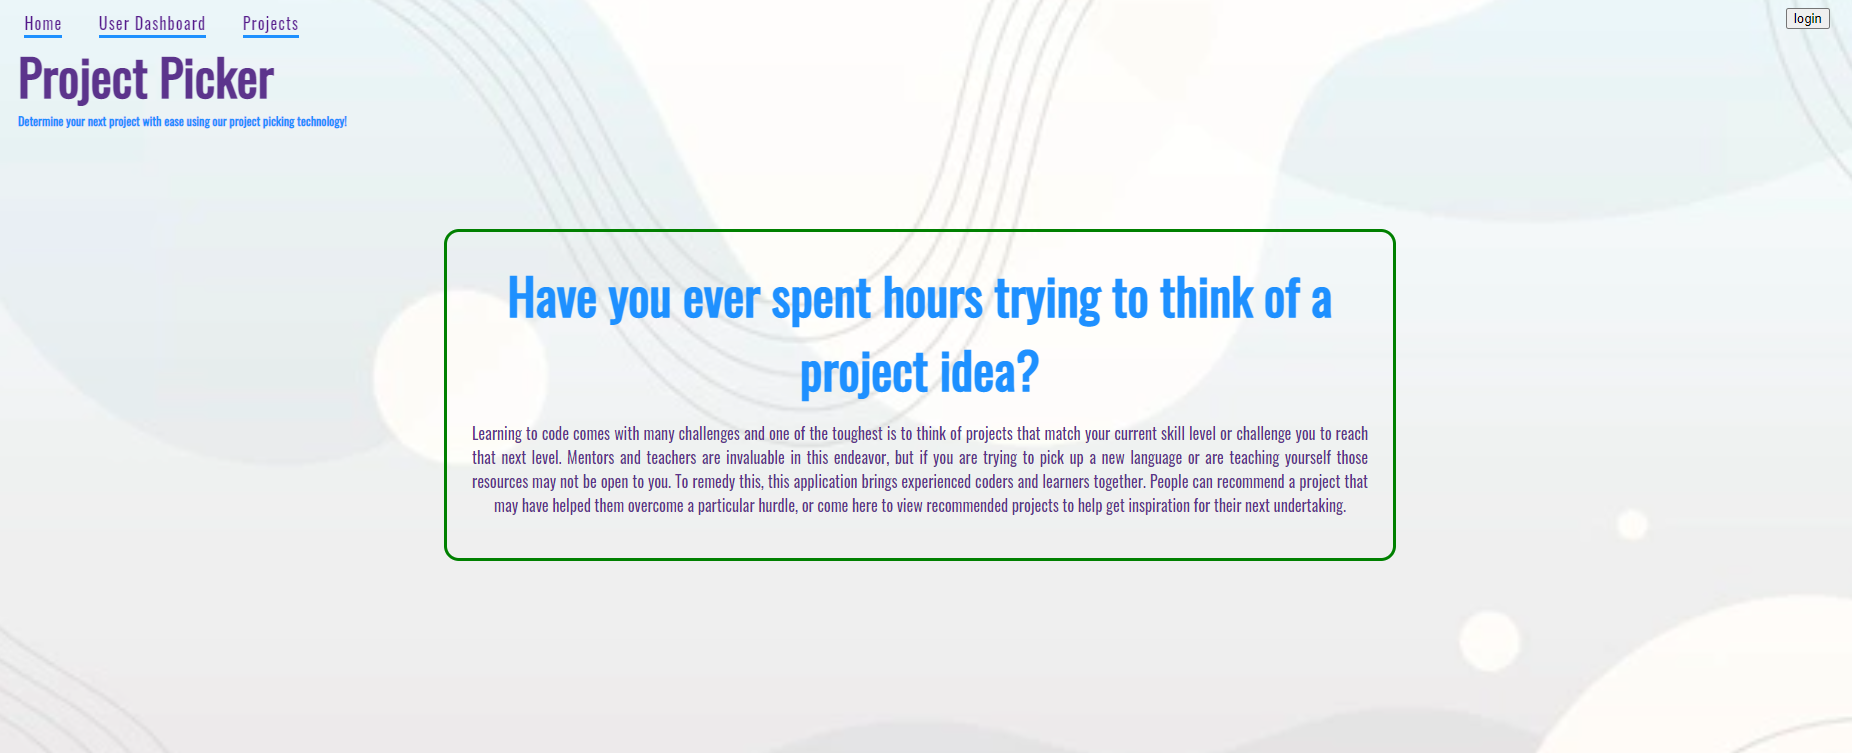 Home User Dashboard Projects
login
Project Picker
Determine your next project with ease using our project picking technology!
Have you ever spent hours trying to think of a
project idea?
Learning to code comes with many challenges and one of the toughest is to think of projects that match your current skill level or challenge you to reach
that next level. Mentors and teachers are invaluable in this endeavor, but if you are trying to pick up a new language or are teaching yourself those
resources may not be open to you. To remedy this, this application brings experienced coders and learners together. People can recommend a project that
may have helped them overcome a particular hurdle, or come here to view recommended projects to help get inspiration for their next undertaking.